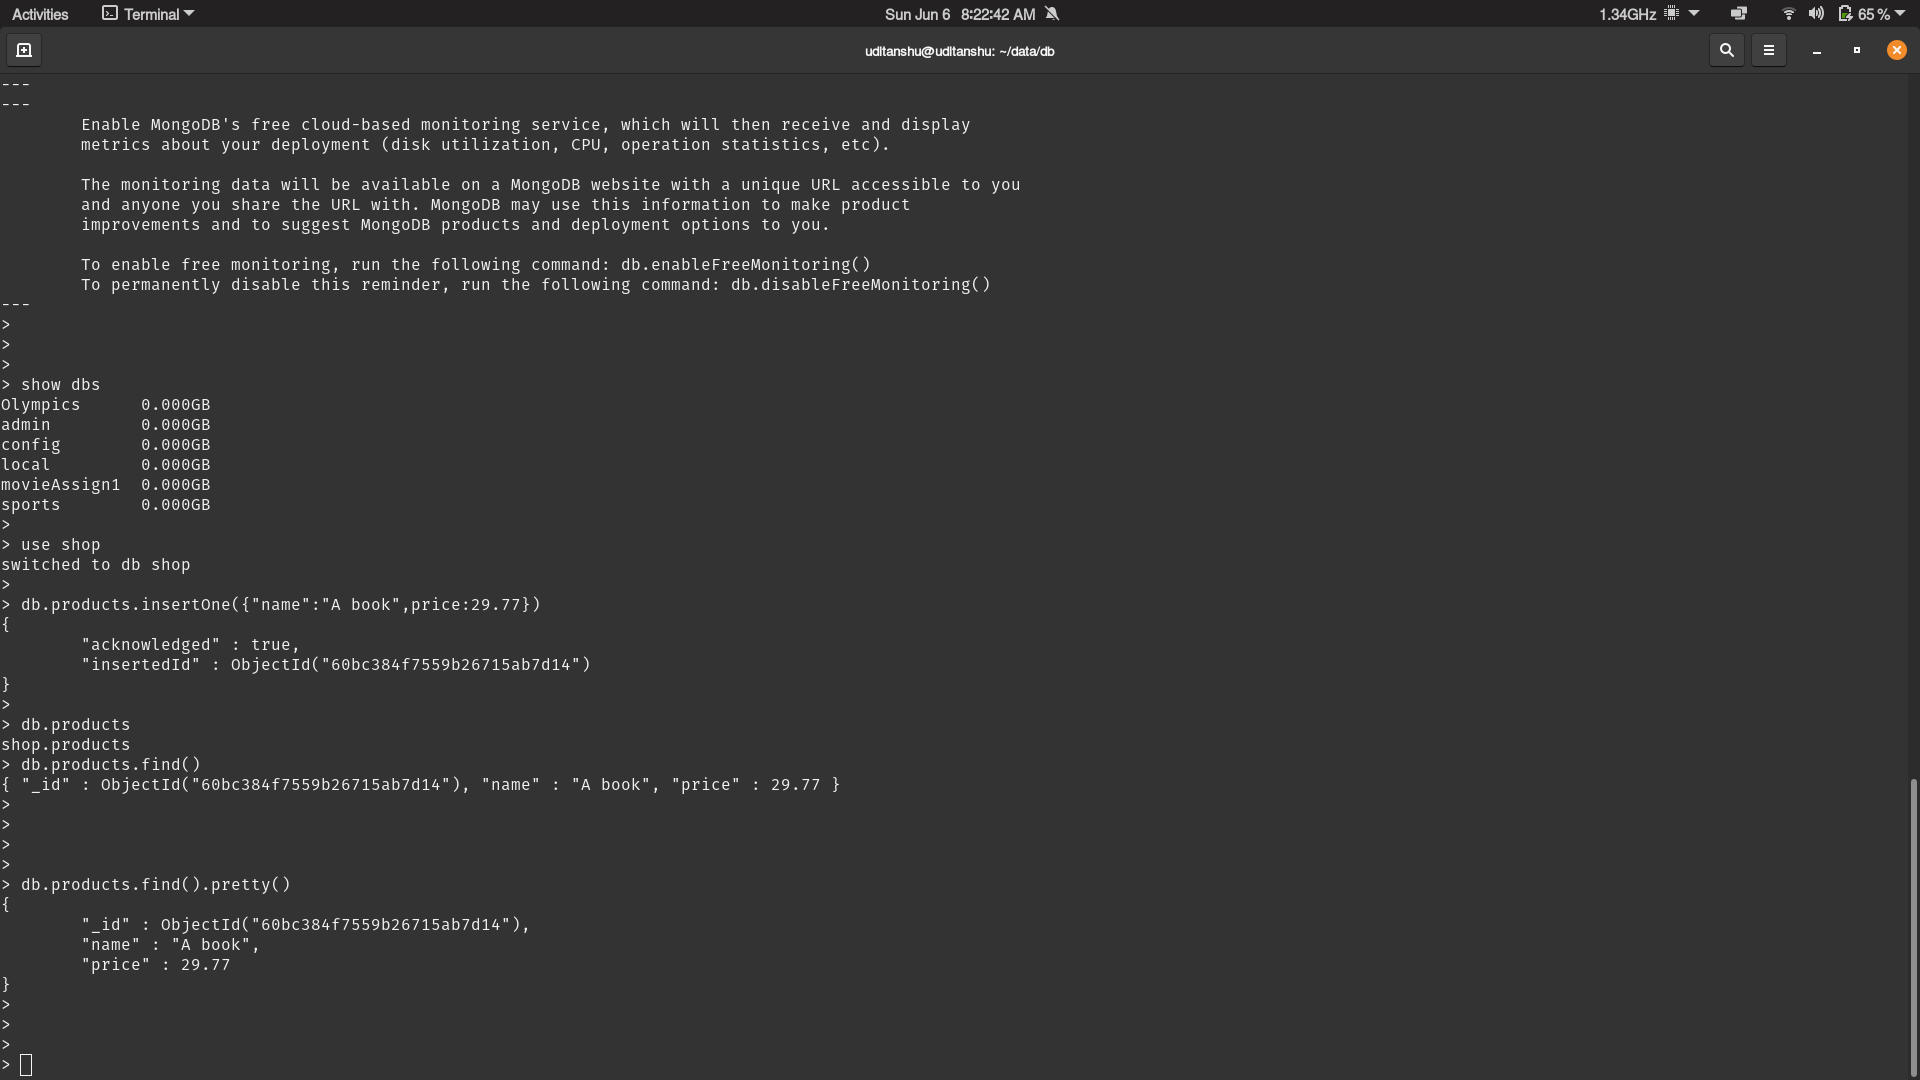 Activities Terminal Sun Jun 6 8:22:42 AM 1.34GHz 65 %
uditanshu@uditanshu: ~/data/db
---
---
Enable MongoDB's free cloud-based monitoring service, which will then receive and display
metrics about your deployment (disk utilization, CPU, operation statistics, etc).
The monitoring data will be available on a MongoDB website with a unique URL accessible to you
and anyone you share the URL with. MongoDB may use this information to make product
improvements and to suggest MongoDB products and deployment options to you.
To enable free monitoring, run the following command: db.enableFreeMonitoring()
To permanently disable this reminder, run the following command: db.disableFreeMonitoring()
---
>
>
>
> show dbs
Olympics 0.000GB
admin 0.000GB
config 0.000GB
local 0.000GB
movieAssign1 0.000GB
sports 0.000GB
>
> use shop
switched to db shop
>
> db.products.insertOne({"name":"A book",price:29.77})
{
"acknowledged" : true,
"insertedId" : ObjectId("60bc384f7559b26715ab7d14")
}
>
> db.products
shop.products
> db.products.find()
{ "_id" : ObjectId("60bc384f7559b26715ab7d14"), "name" : "A book", "price" : 29.77 }
>
>
>
>
> db.products.find().pretty()
{
"_id" : ObjectId("60bc384f7559b26715ab7d14"),
"name" : "A book",
"price" : 29.77
}
>
>
>
>